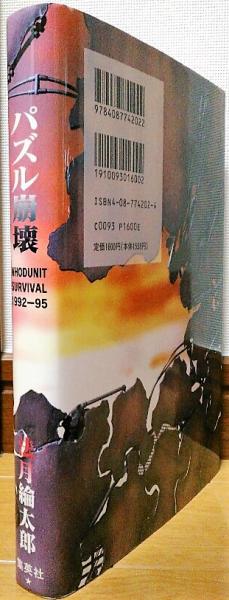 パズル崩壊
WHODUNIT
SURVIVAL
1992-95
法月綸太郎
集英社
9784087742022
1910093016002
ISBN4-08-774202-4
C0093 P1600E
定価1600円(本体1553円)